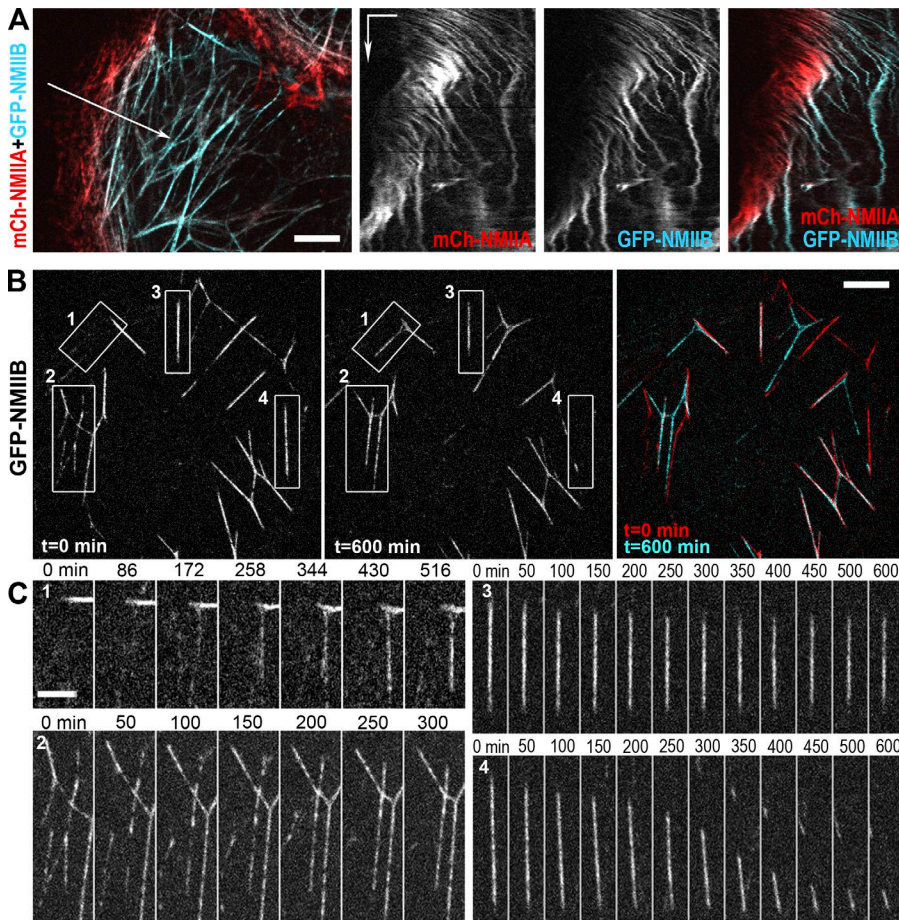 A
mCh-NMIIA+GFP-NMIIB
mCh-NMIIA
GFP-NMIIB
mCh-NMIIA
GFP-NMIIB
B
GFP-NMIIB
1
2
3
4
t=0 min
1
2
3
4
t=600 min
t=0 min
t=600 min
C
0 min 86 172 258 344 430 516
1
0 min 50 100 150 200 250 300
2
0 min 50 100 150 200 250 300 350 400 450 500 600
3
0 min 50 100 150 200 250 300 350 400 450 500 600
4